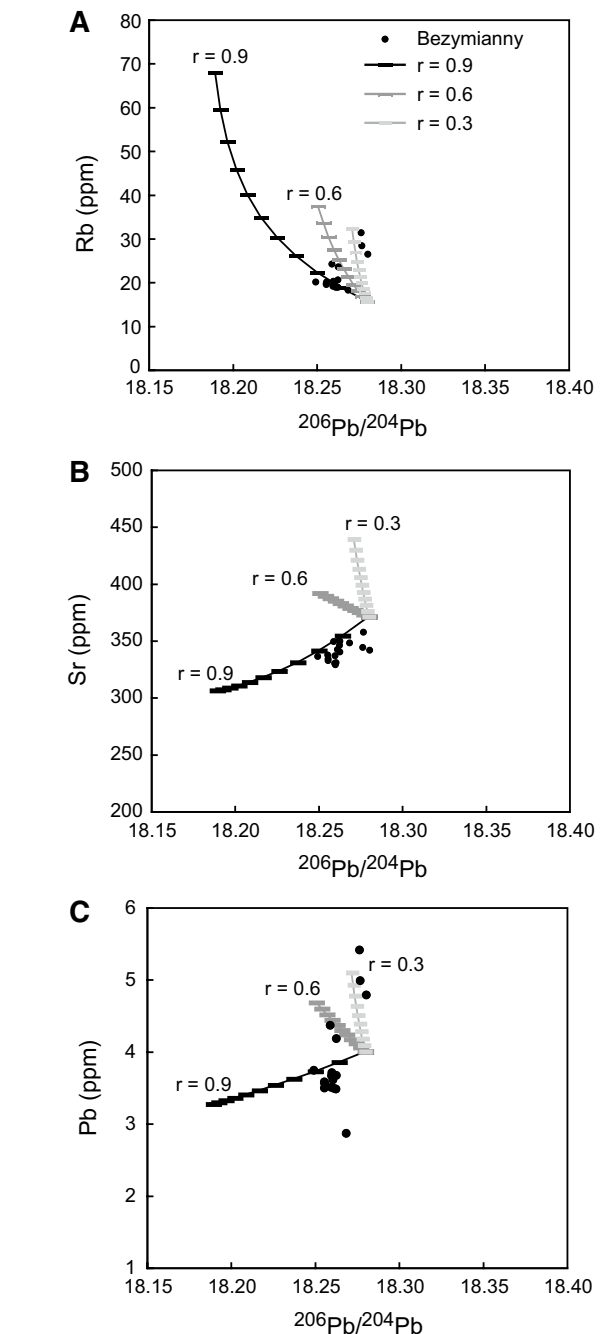 A
80
70
60
50
40
30
20
10
0
Rb (ppm)
r = 0.9
r = 0.6
Bezymianny
r = 0.9
r = 0.6
r = 0.3
18.15 18.20 18.25 18.30 18.35 18.40
206Pb/204Pb
B
500
450
400
350
300
250
200
Sr (ppm)
r = 0.3
r = 0.6
r = 0.9
18.15 18.20 18.25 18.30 18.35 18.40
206Pb/204Pb
C
6
5
4
3
2
1
Pb (ppm)
r = 0.3
r = 0.6
r = 0.9
18.15 18.20 18.25 18.30 18.35 18.40
206Pb/204Pb